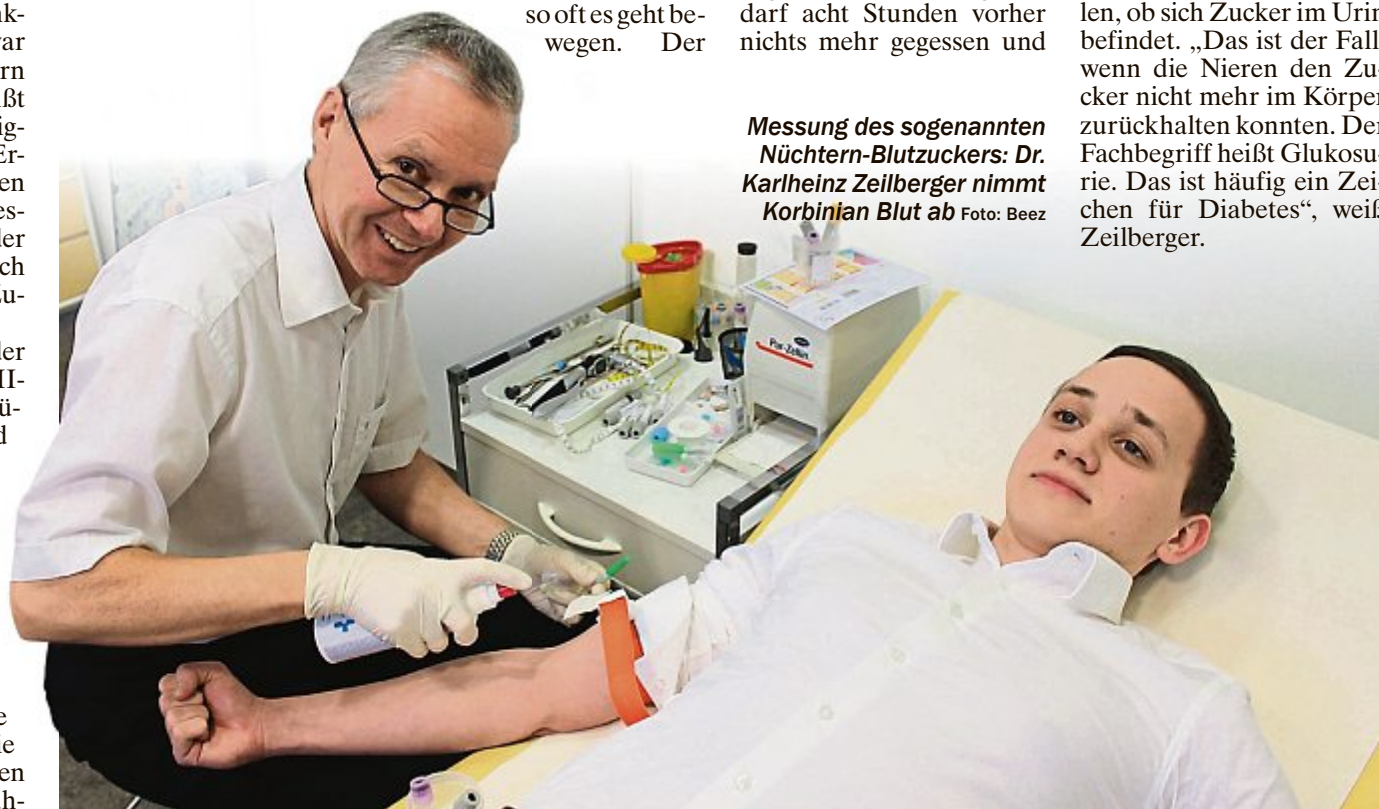 so oft es geht be-
wegen. Der
darf acht Stunden vorher
nichts mehr gegessen und
Messung des sogenannten
Nüchtern-Blutzuckers: Dr.
Karlheinz Zeilberger nimmt
Korbinian Blut ab Foto: Beez
len, ob sich Zucker im Urin
befindet. „Das ist der Fall
wenn die Nieren den Zu-
cker nicht mehr im Körper
zurückhalten konnten. Der
Fachbegriff heißt Glukosu-
rie. Das ist häufig ein Zei-
chen für Diabetes“, weiß
Zeilberger.
Pur-Zellin